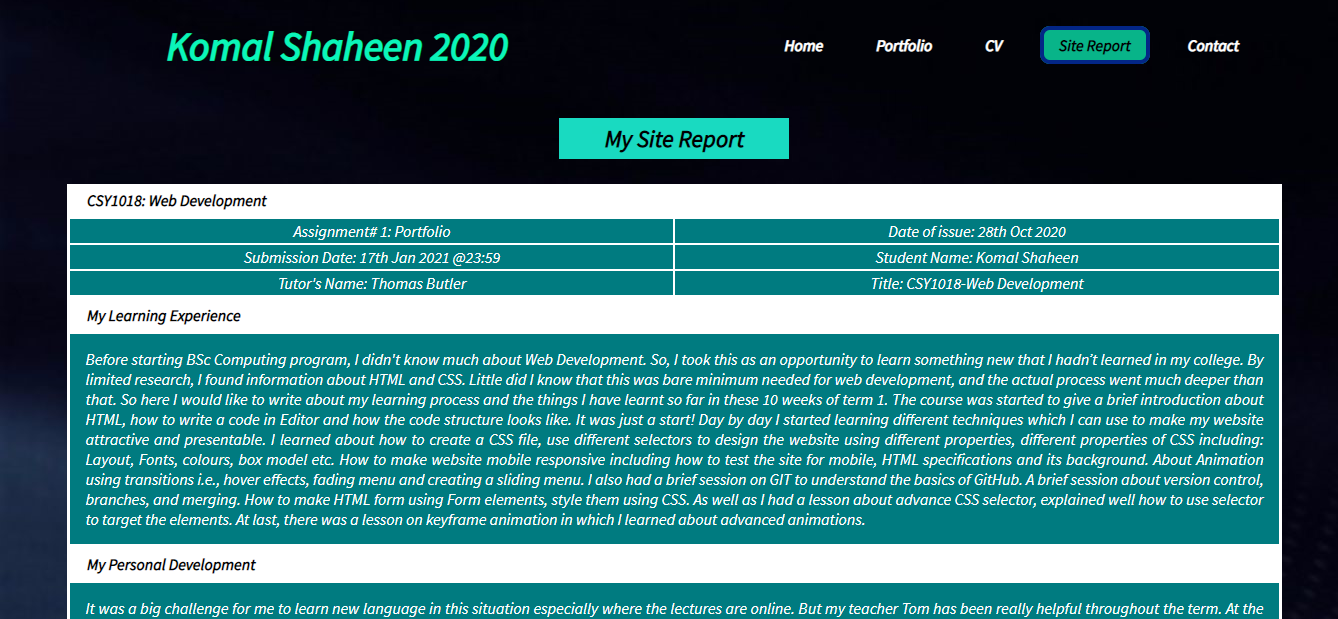 Komal Shaheen 2020
Home Portfolio CV Site Report Contact
My Site Report
CSY1018: Web Development
Assignment# 1: Portfolio Date of issue: 28th Oct 2020
Submission Date: 17th Jan 2021 @23:59 Student Name: Komal Shaheen
Tutor's Name: Thomas Butler Title: CSY1018-Web Development
My Learning Experience
Before starting BSc Computing program, I didn't know much about Web Development. So, I took this as an opportunity to learn something new that I hadn't learned in my college. By
limited research, I found information about HTML and CSS. Little did I know that this was bare minimum needed for web development, and the actual process went much deeper than
that. So here I would like to write about my learning process and the things I have learnt so far in these 10 weeks of term 1. The course was started to give a brief introduction about
HTML, how to write a code in Editor and how the code structure looks like. It was just a start! Day by day I started learning different techniques which I can use to make my website
attractive and presentable. I learned about how to create a CSS file, use different selectors to design the website using different properties, different properties of CSS including:
Layout, Fonts, colours, box model etc. How to make website mobile responsive including how to test the site for mobile, HTML specifications and its background. About Animation
using transitions i.e., hover effects, fading menu and creating a sliding menu. I also had a brief session on GIT to understand the basics of GitHub. A brief session about version control,
branches, and merging. How to make HTML form using Form elements, style them using CSS. As well as I had a lesson about advance CSS selector, explained well how to use selector
to target the elements. At last, there was a lesson on keyframe animation in which I learned about advanced animations.
My Personal Development
It was a big challenge for me to learn new language in this situation especially where the lectures are online. But my teacher Tom has been really helpful throughout the term. At the